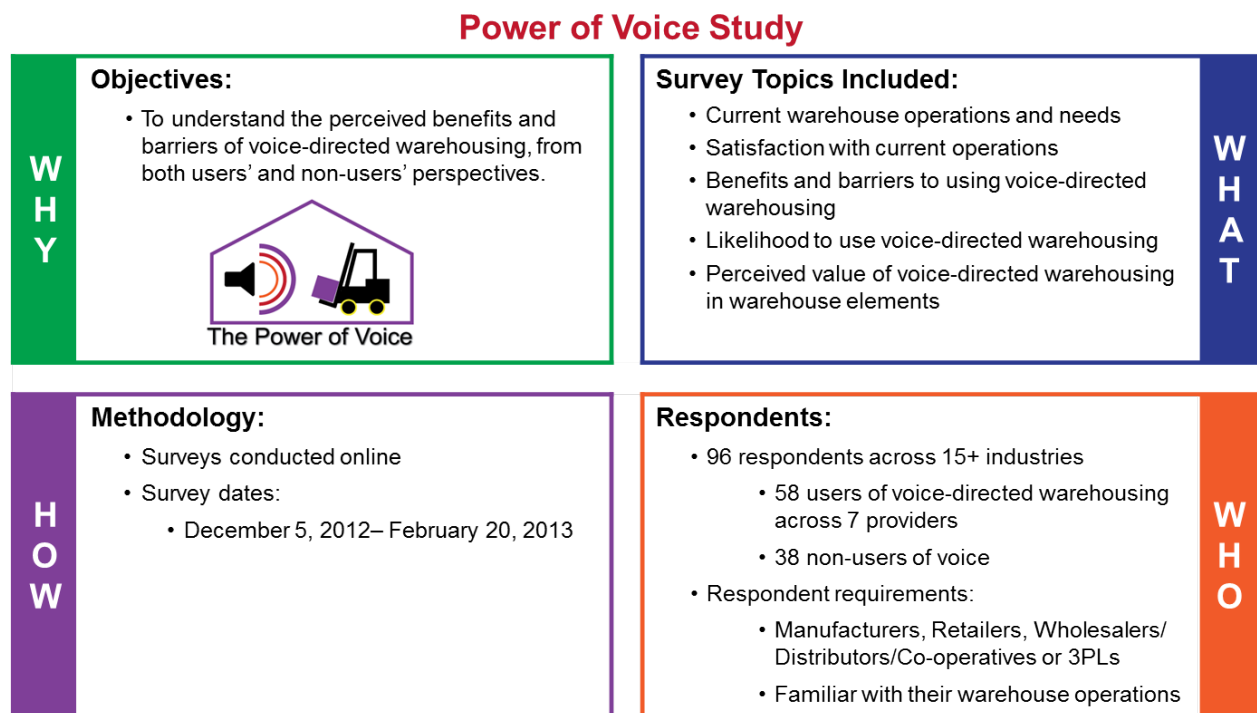 Power of Voice Study
WHY
Objectives:
• To understand the perceived benefits and
barriers of voice-directed warehousing, from
both users’ and non-users’ perspectives.
The Power of Voice
Survey Topics Included:
• Current warehouse operations and needs
• Satisfaction with current operations
• Benefits and barriers to using voice-directed
warehousing
• Likelihood to use voice-directed warehousing
• Perceived value of voice-directed warehousing
in warehouse elements
WHAT
HOW
Methodology:
• Surveys conducted online
• Survey dates:
• December 5, 2012– February 20, 2013
Respondents:
• 96 respondents across 15+ industries
• 58 users of voice-directed warehousing
across 7 providers
• 38 non-users of voice
• Respondent requirements:
• Manufacturers, Retailers, Wholesalers/
Distributors/Co-operatives or 3PLs
• Familiar with their warehouse operations
WHO